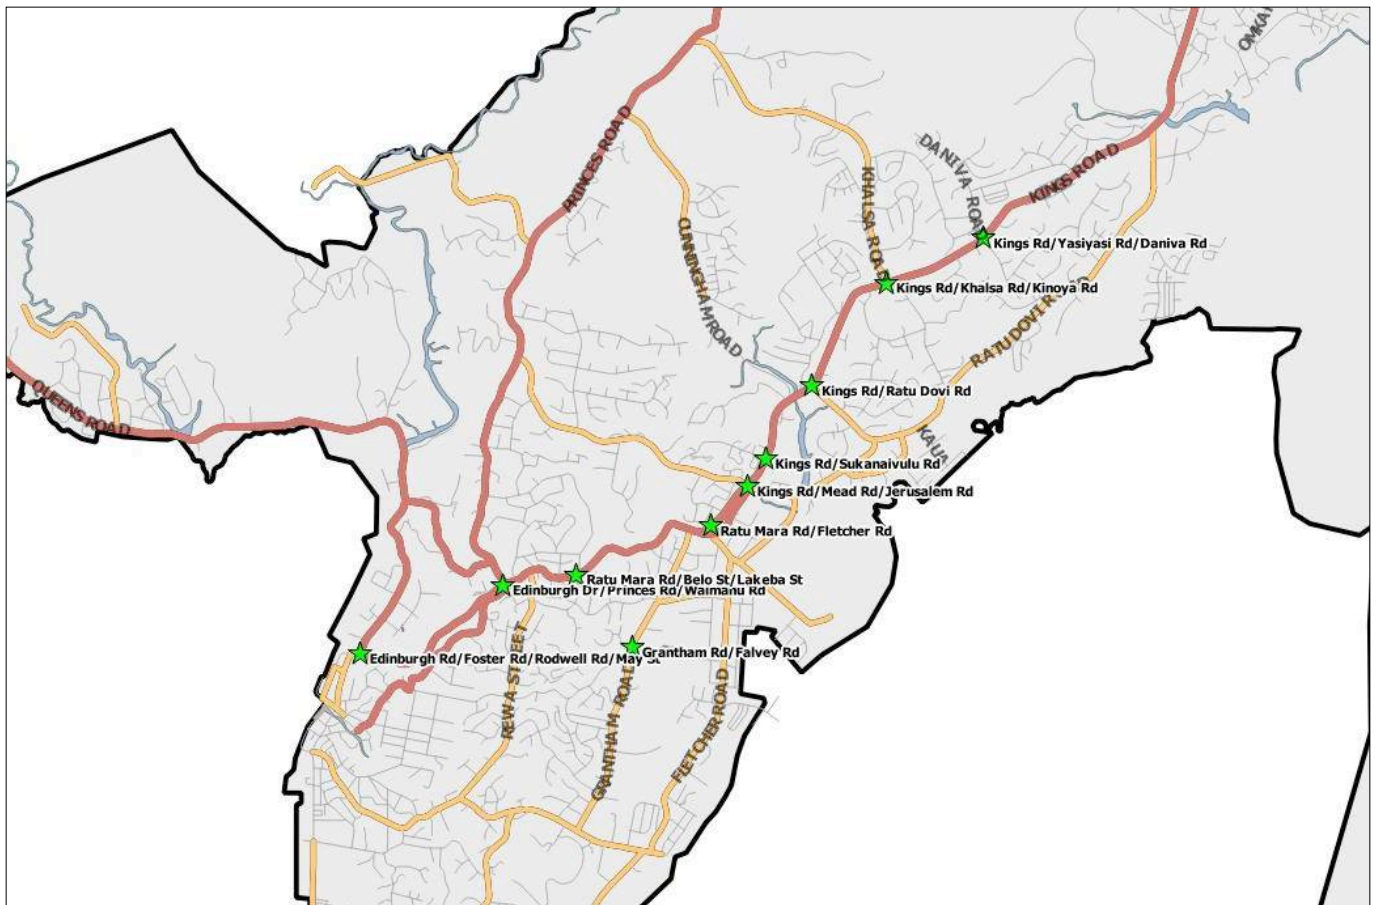 OMKA
PRINCES ROAD
DANIVA ROAD
KINGS ROAD
KHALSA ROAD
CUNNINGHAM ROAD
Kings Rd/Yasiyasi Rd/Daniva Rd
Kings Rd/Khalsa Rd/Kinoya Rd
RATU DOVI ROAD
QUEENS ROAD
Kings Rd/Ratu Dovi Rd
KAUA
Kings Rd/Sukanaivulu Rd
Kings Rd/Mead Rd/Jerusalem Rd
Ratu Mara Rd/Fletcher Rd
Ratu Mara Rd/Belo St/Lakeba St
Edinburgh Dr/Princes Rd/Waimanu Rd
Grantham Rd/Falvey Rd
Edinburgh Rd/Foster Rd/Rodwell Rd/May St
REWA STREET
GRANTHAM ROAD
FLETCHER ROAD